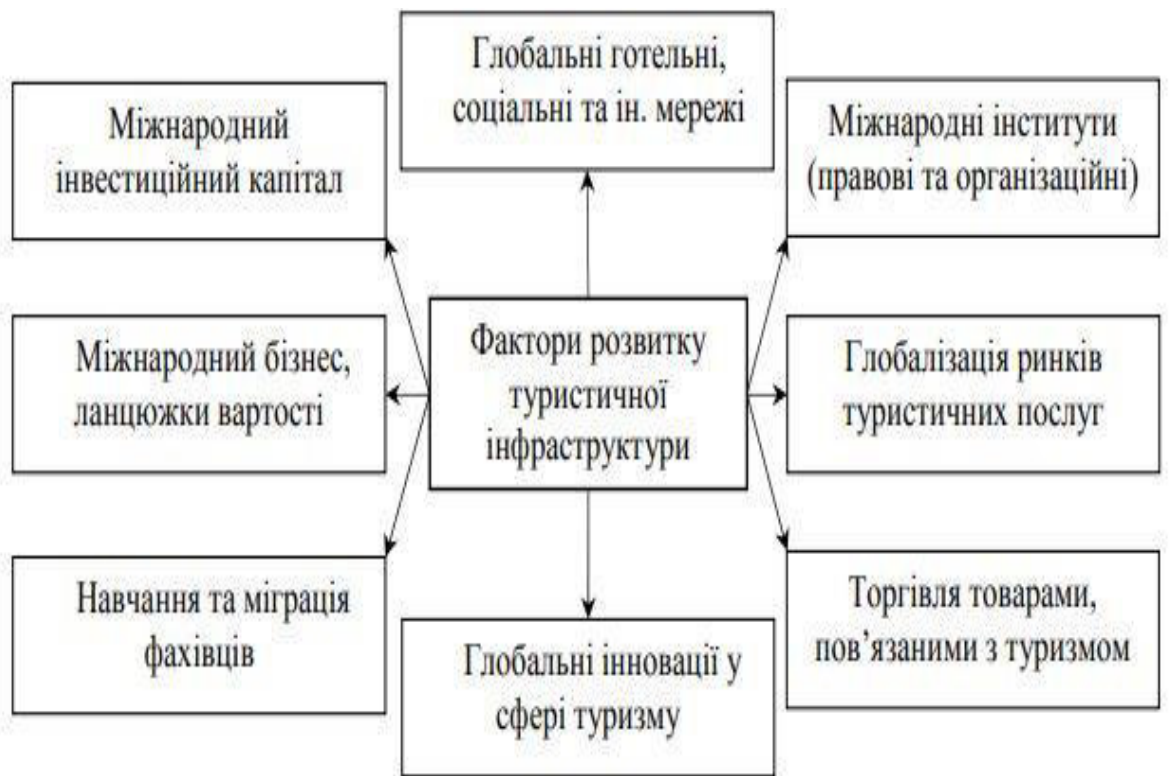 Глобальні готельні,
соціальні та ін. мережі
Міжнародний
інвестиційний капітал
Міжнародні інститути
(правові та організаційні)
Міжнародний бізнес,
ланцюжки вартості
Фактори розвитку
туристичної
інфраструктури
Глобалізація ринків
туристичних послуг
Навчання та міграція
фахівців
Глобальні інновації у
сфері туризму
Торгівля товарами,
пов’язаними з туризмом